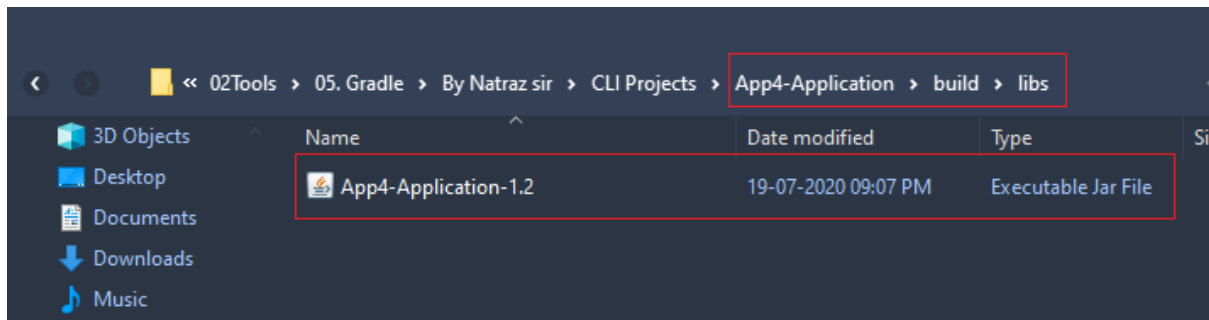 « 02Tools > 05. Gradle > By Natraz sir > CLI Projects > App4-Application > build > libs
3D Objects
Name Date modified Type Si
Desktop
App4-Application-1.2 19-07-2020 09:07 PM Executable Jar File
Documents
Downloads
Music